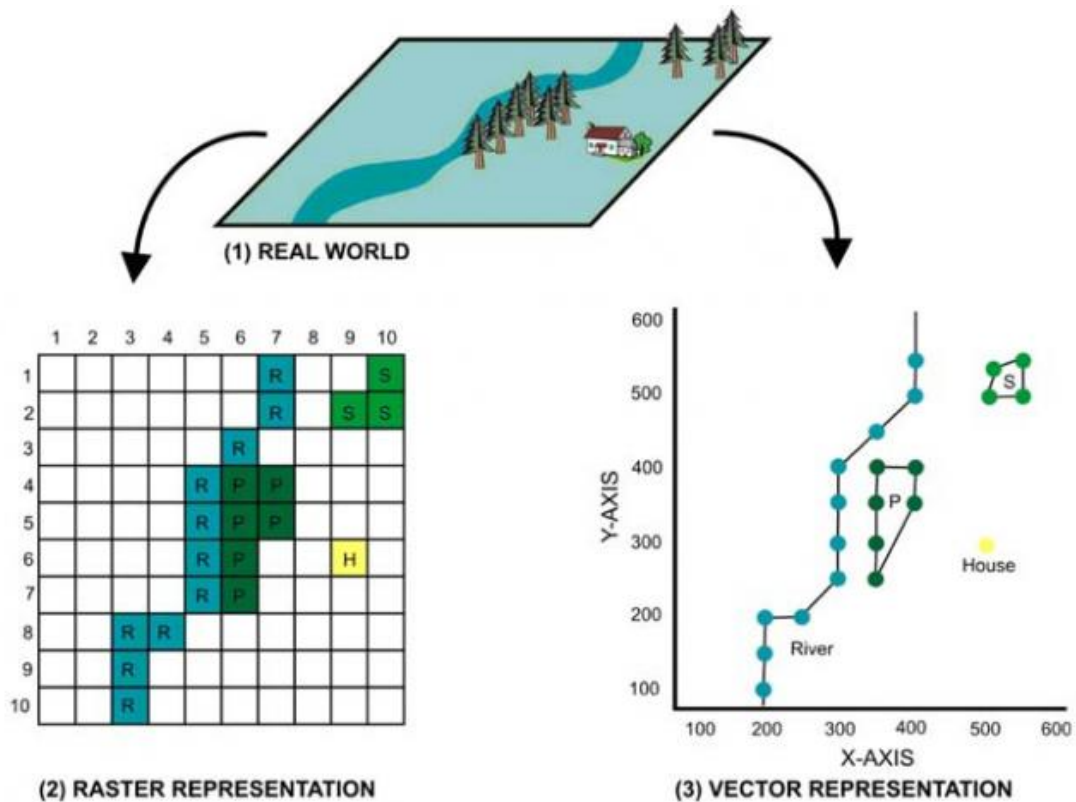 (1) REAL WORLD
1 2 3 4 5 6 7 8 9 10
1 R S
2 R S S
3 R
4 R P P
5 R P P
6 R P H
7 R P
8 R R
9 R
10 R
(2) RASTER REPRESENTATION
600
500
400
300
200
100
Y-AXIS
S
P
House
River
100 200 300 400 500 600
X-AXIS
(3) VECTOR REPRESENTATION